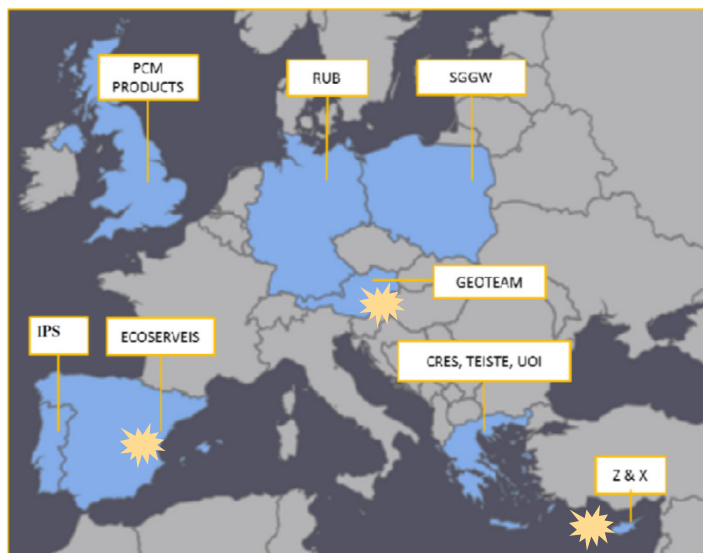 PCM
PRODUCTS
RUB
SGGW
GEOTEAM
IPS
ECOSERVEIS
CRES, TEISTE, UOI
Z & X